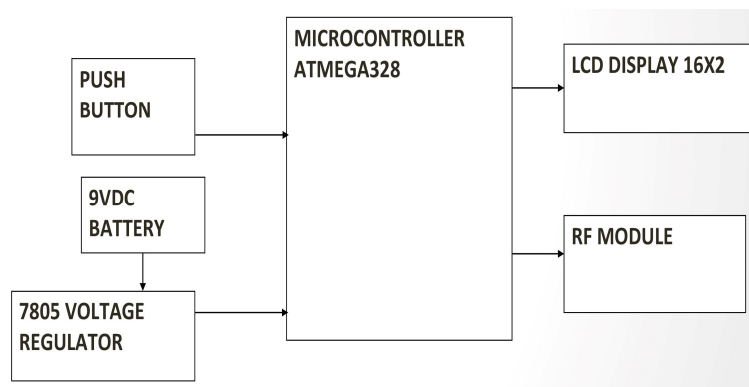 PUSH
BUTTON
9VDC
BATTERY
7805 VOLTAGE
REGULATOR
MICROCONTROLLER
ATMEGA328
LCD DISPLAY 16X2
RF MODULE